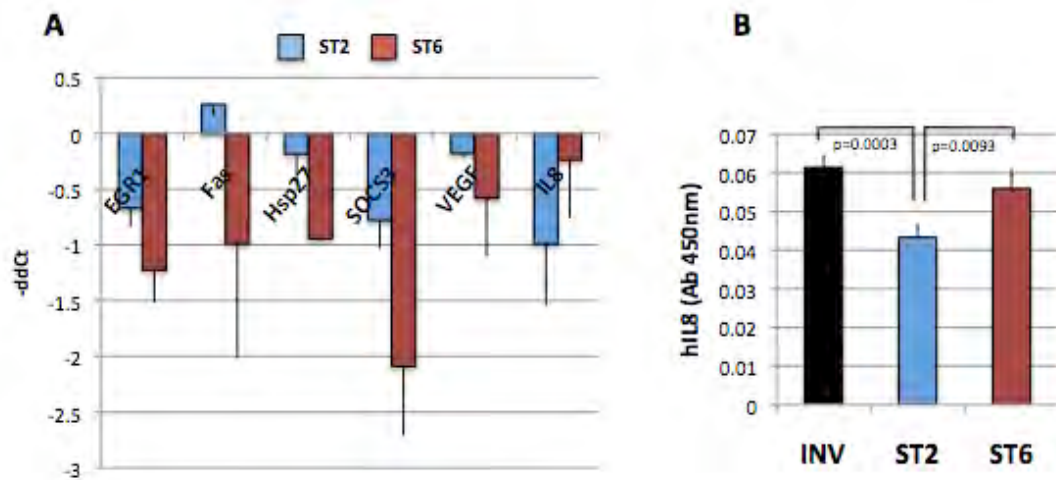 A
ST2 ST6
0.5
0
-0.5
-1
-1.5
-2
-2.5
-3
-ddCt
EGR1
Fas
Hsp27
SOCS3
VEGF
IL8
B
p=0.0003 p=0.0093
0.07
0.06
0.05
0.04
0.03
0.02
0.01
0
hIL8 (Ab 450nm)
INV ST2 ST6